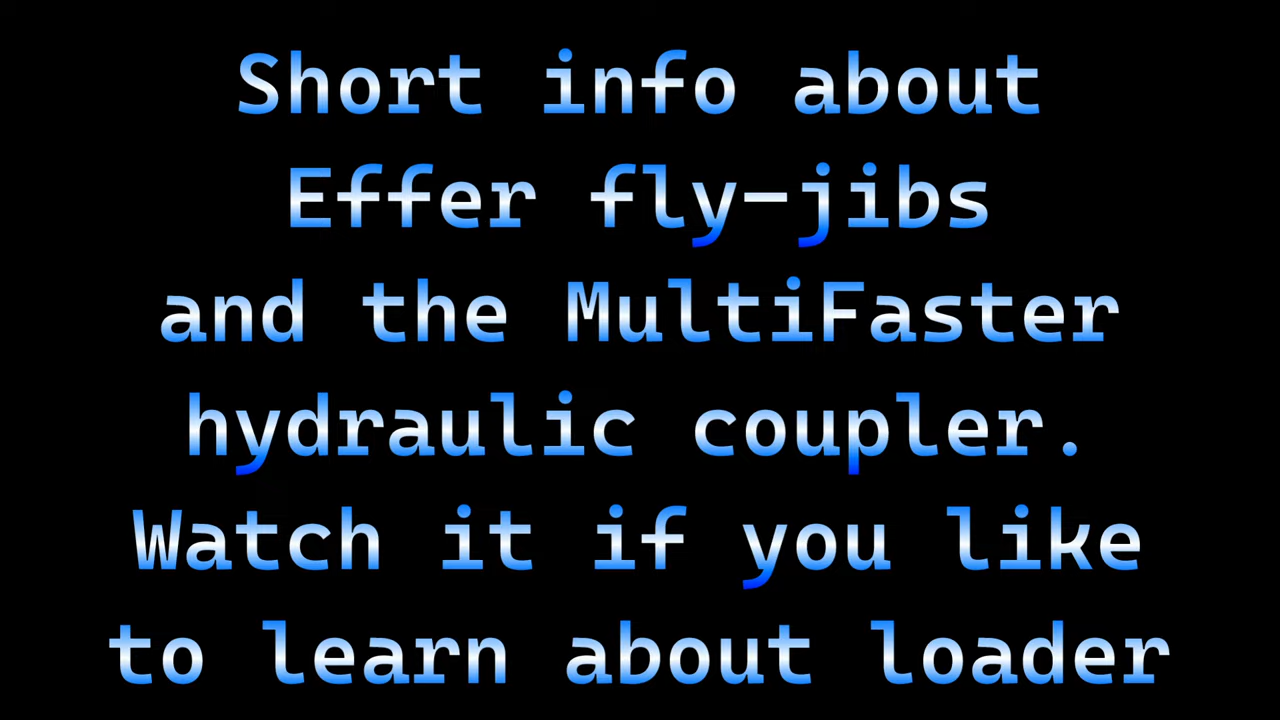 Short info about
Effer fly-jibs
and the MultiFaster
hydraulic coupler.
Watch it if you like
to learn about loader